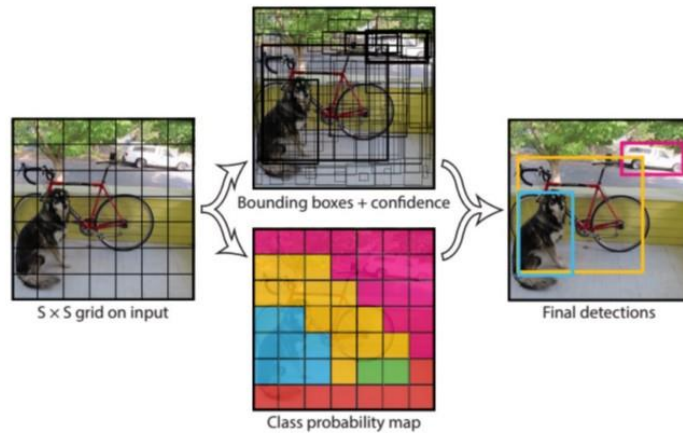 S × S grid on input
Bounding boxes + confidence
Class probability map
Final detections